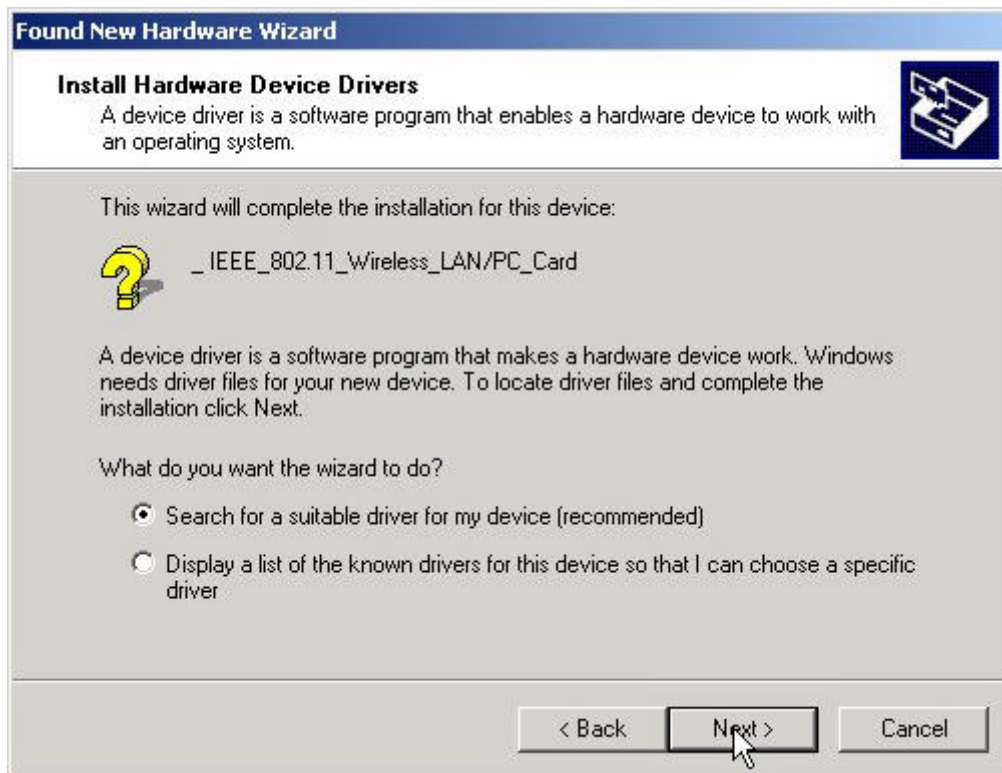 Found New Hardware Wizard
Install Hardware Device Drivers
A device driver is a software program that enables a hardware device to work with
an operating system.
This wizard will complete the installation for this device:
_ IEEE_802.11_Wireless_LAN/PC_Card
A device driver is a software program that makes a hardware device work. Windows
needs driver files for your new device. To locate driver files and complete the
installation click Next.
What do you want the wizard to do?
Search for a suitable driver for my device (recommended)
Display a list of the known drivers for this device so that I can choose a specific
driver
< Back Next > Cancel